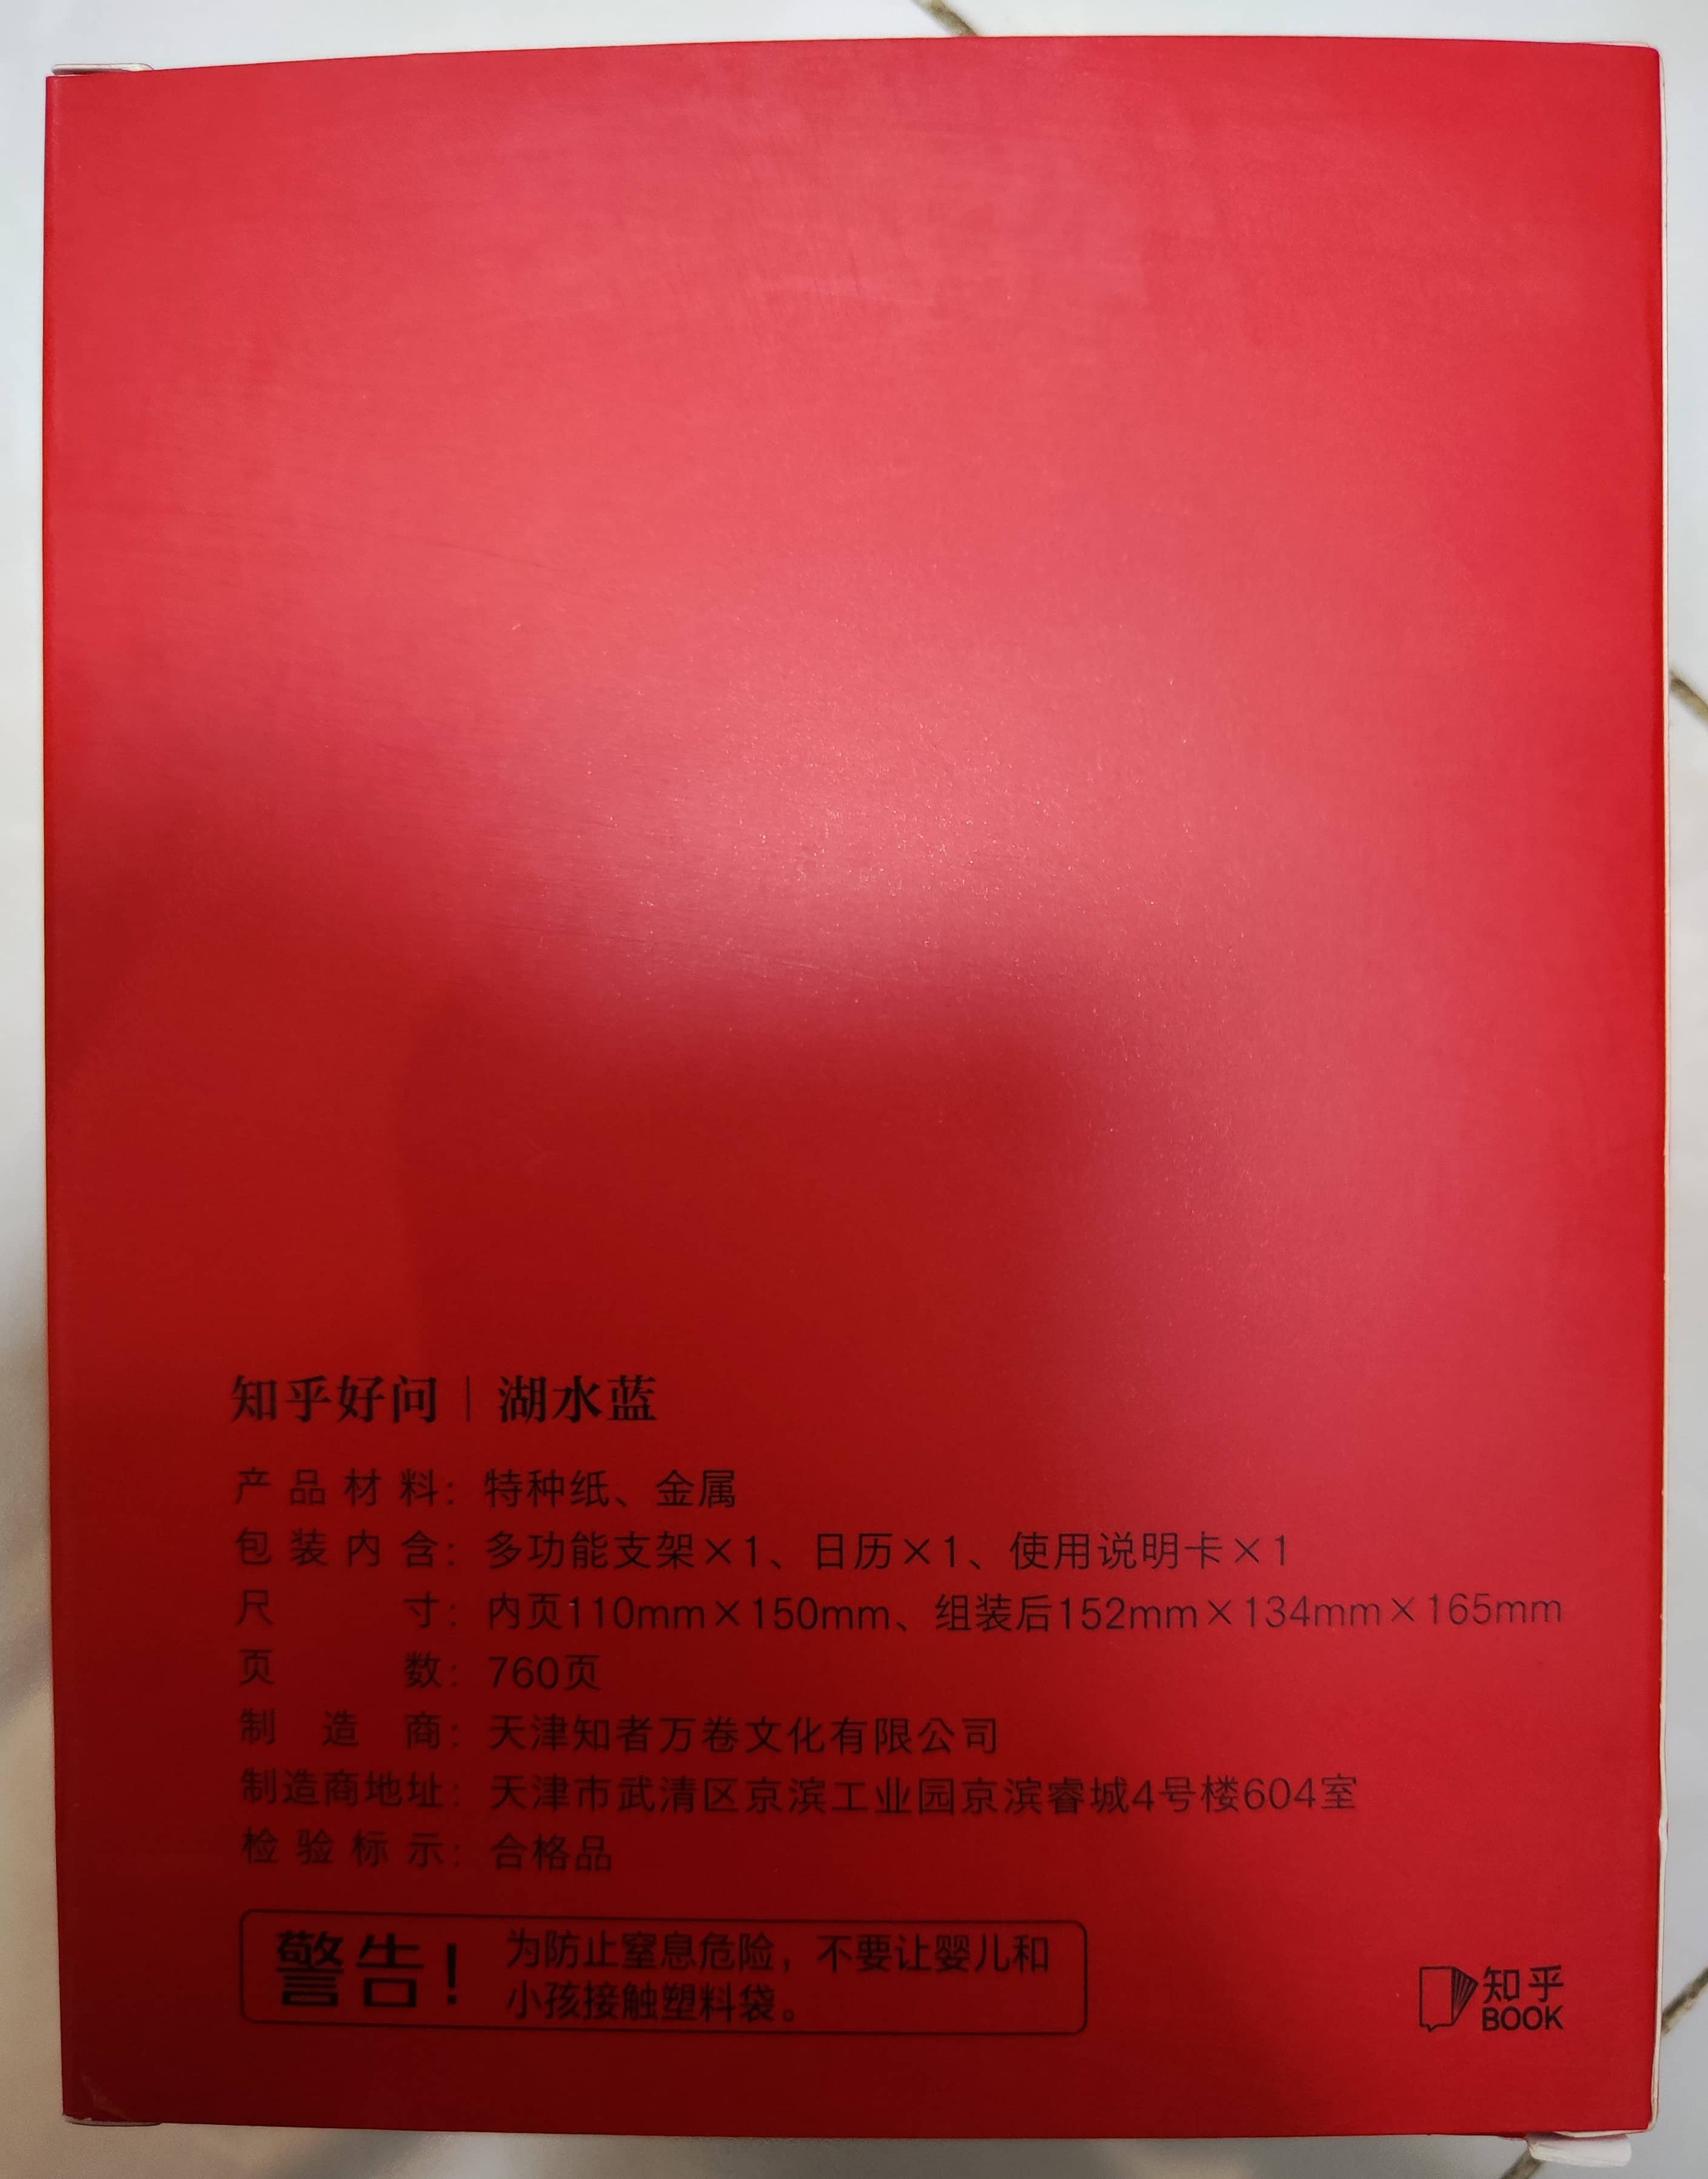 知乎好问｜湖水蓝
产品材料：特种纸、金属
包装内含：多功能支架×1、日历×1、使用说明卡×1
尺寸：内页110mm×150mm、组装后152mm×134mm×165mm
页数：760页
制造商：天津知者万卷文化有限公司
制造商地址：天津市武清区京滨工业园京滨睿城4号楼604室
检验标示：合格品
警告！
为防止窒息危险，不要让婴儿和
小孩接触塑料袋。
知乎
BOOK